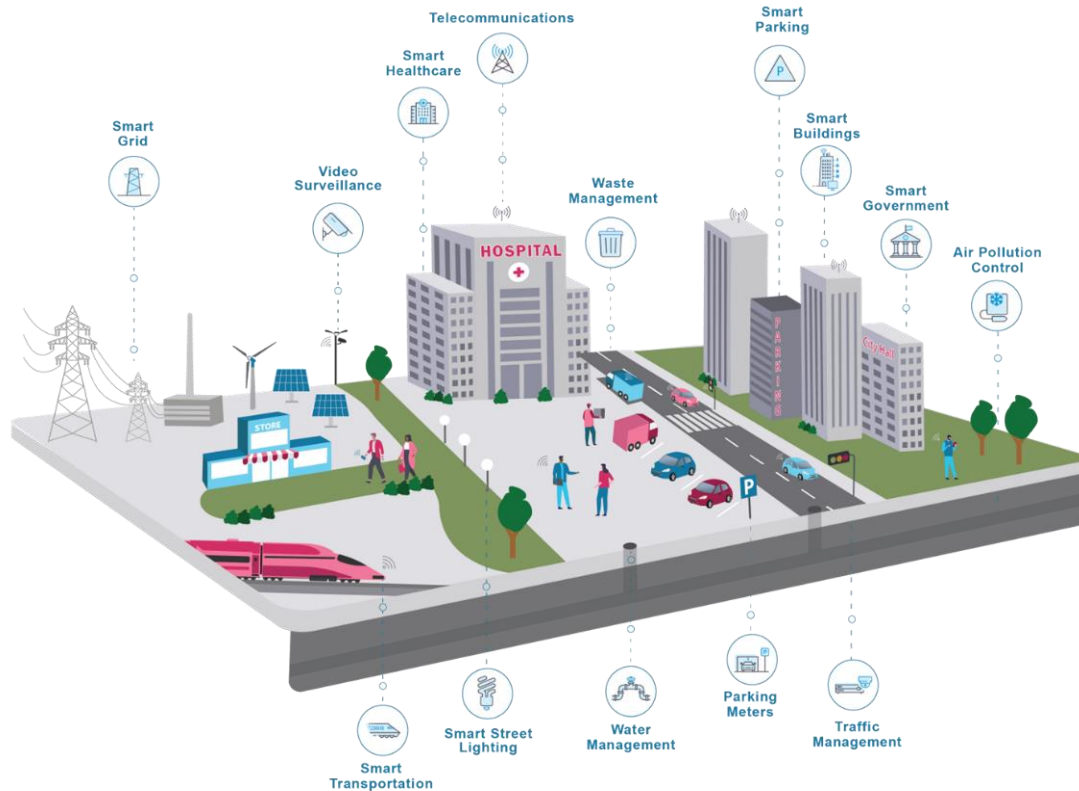 Telecommunications
Smart
Parking
Smart
Healthcare
Smart
Grid
Smart
Buildings
Video
Surveillance
Waste
Management
Smart
Government
Air Pollution
Control
HOSPITAL
PARKING
City Hall
STORE
P
P
P
Smart Street
Lighting
Water
Management
Parking
Meters
Traffic
Management
Smart
Transportation